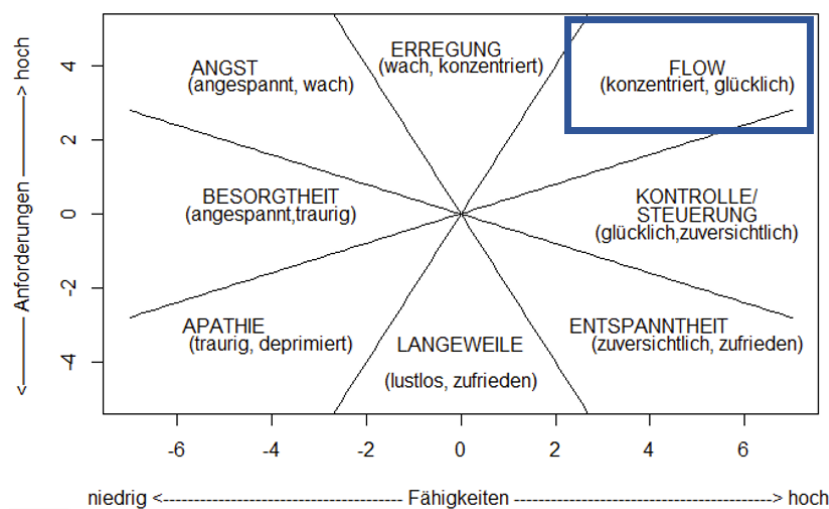 <------- Anforderungen -------> hoch
4
2
0
-2
-4
ANGST
(angespannt, wach)
ERREGUNG
(wach, konzentriert)
FLOW
(konzentriert, glücklich)
BESORGTHEIT
(angespannt,traurig)
KONTROLLE/
STEUERUNG
(glücklich,zuversichtlich)
APATHIE
(traurig, deprimiert)
LANGEWEILE
(lustlos, zufrieden)
ENTSPANNTHEIT
(zuversichtlich, zufrieden)
-6 -4 -2 0 2 4 6
niedrig <--------------------------------------- Fähigkeiten ------------------------------------------> hoch